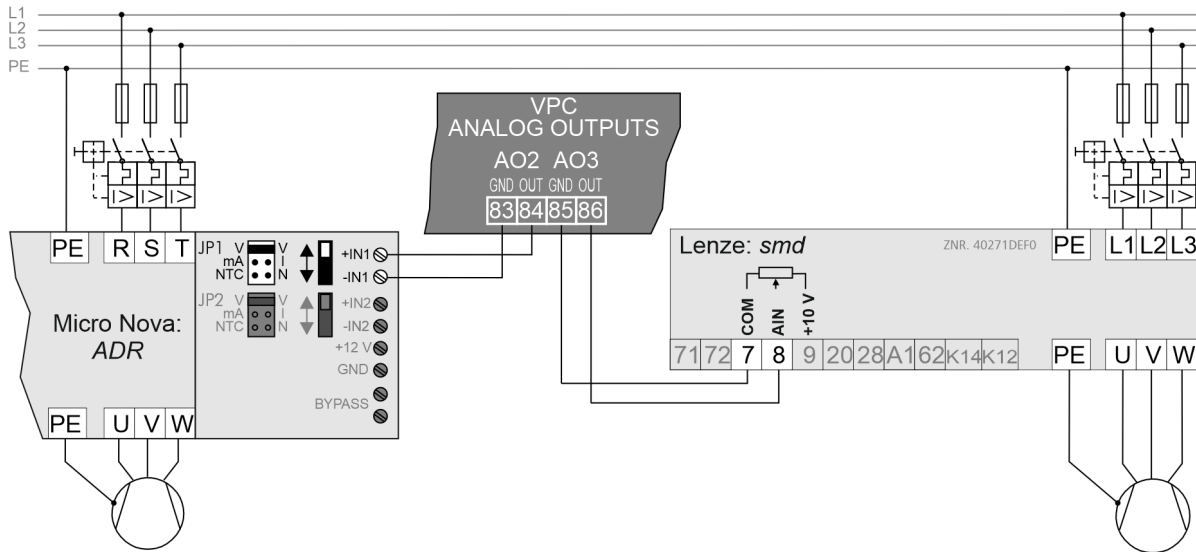 L1
L2
L3
PE
VPC
ANALOG OUTPUTS
AO2 AO3
GND OUT GND OUT
83 84 85 86
I> I> I>
I> I> I>
PE R S T
JP1 V V
mA I
NTC N
+IN1
-IN1
JP2 V V
mA I
NTC N
+IN2
-IN2
+12 V
GND
BYPASS
Micro Nova:
ADR
PE U V W
Lenze: smd
ZNR. 40271DEF0
PE L1 L2 L3
COM AIN +10 V
71 72 7 8 9 20 28 A1 62 K14 K12
PE U V W